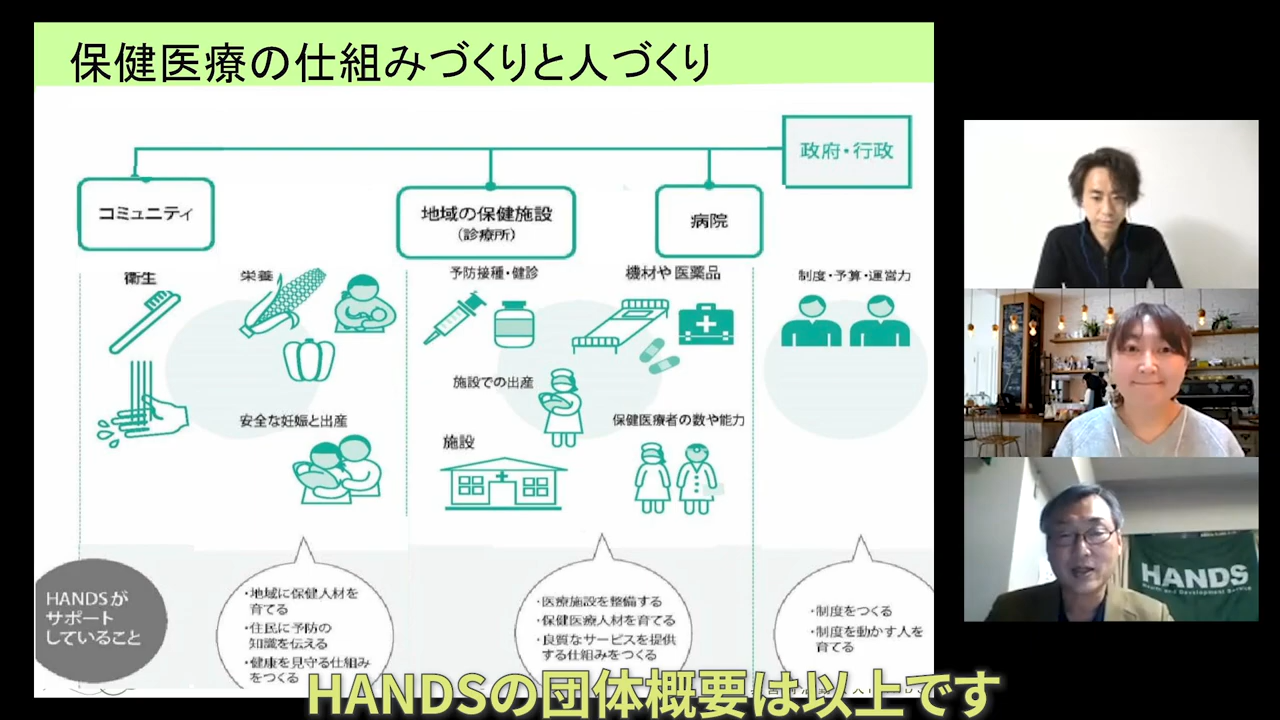 保健医療の仕組みづくりと人づくり
政府・行政
コミュニティ
地域の保健施設
(診療所)
病院
衛生
栄養
予防接種・健診
機材や医薬品
制度・予算・運営力
施設での出産
安全な妊娠と出産
保健医療者の数や能力
施設
HANDSが
サポート
していること
・地域に保健人材を
育てる
・住民に予防の
知識を伝える
・健康を見守る仕組み
をつくる
・医療施設を整備する
・保健医療人材を育てる
・良質なサービスを提供
する仕組みをつくる
・制度をつくる
・制度を動かす人を
育てる
HANDS
Health and Development Service
HANDSの団体概要は以上です